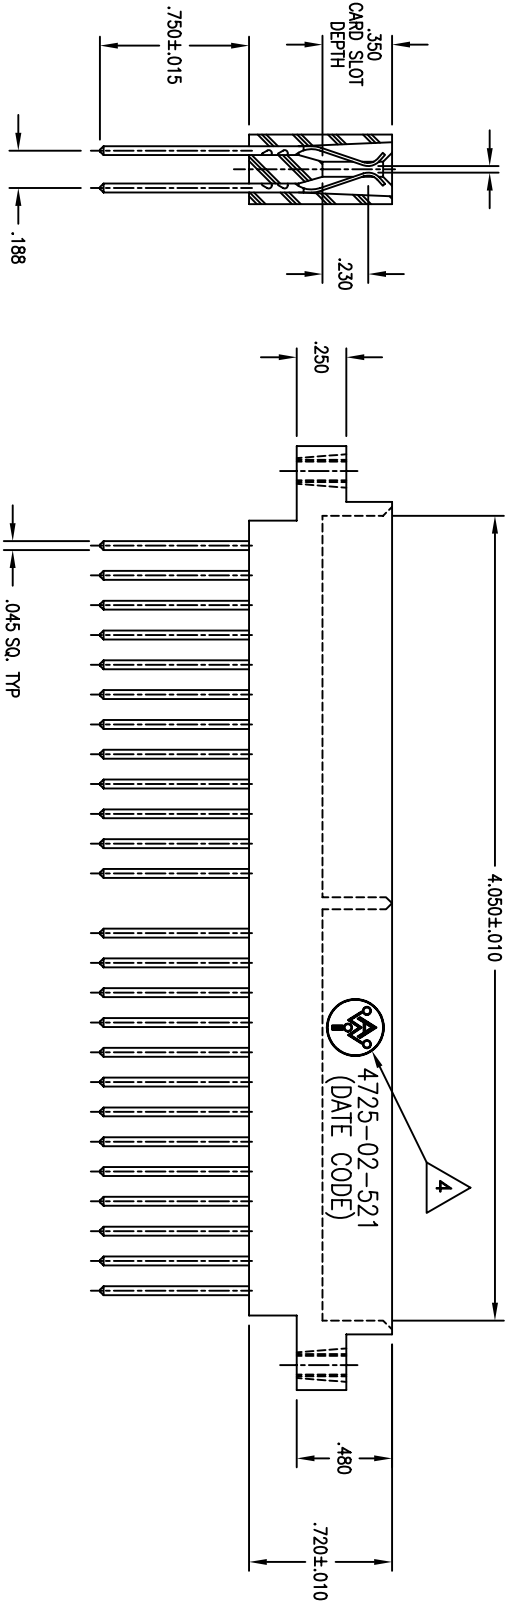 .350
CARD SLOT
DEPTH
.750±.015
.188
.230
.250
.045 SQ. TYP
4.050±.010
4725-02-521
(DATE CODE)
4
.480
.720±.010